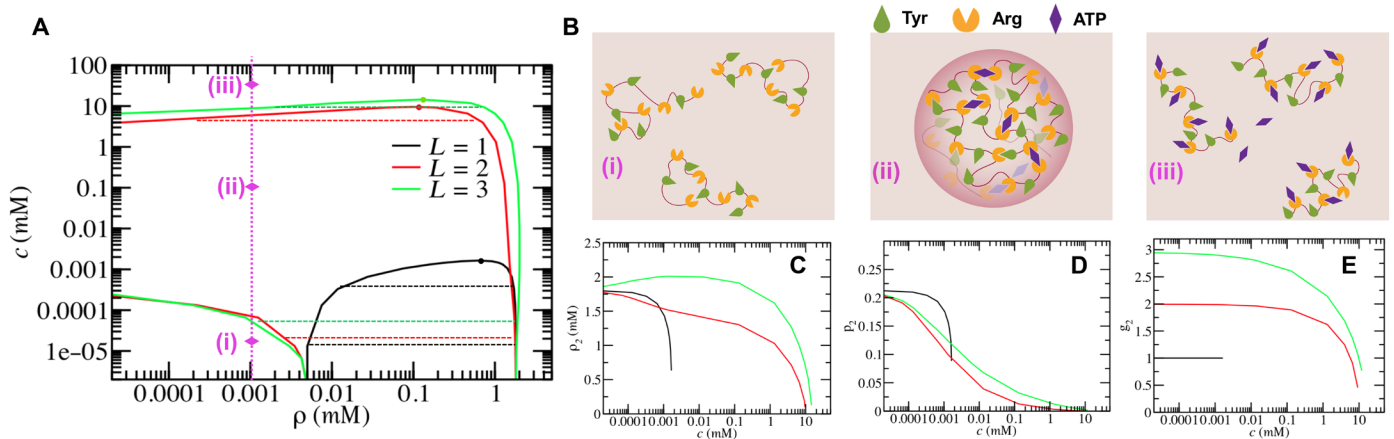 A
100
10
1
0.1
0.01
0.001
0.0001
1e-05
c (mM)
0.0001
0.001
0.01
0.1
1
ρ (mM)
(iii)
(ii)
(i)
L = 1
L = 2
L = 3
B
Tyr
Arg
ATP
(i)
(ii)
(iii)
C
2.5
2
1.5
1
0.5
0
ρ₂ (mM)
0.0001
0.001
0.01
0.1
1
10
c (mM)
D
0.25
0.2
0.15
0.1
0.05
0
p₂
0.0001
0.001
0.01
0.1
1
10
c (mM)
E
3
2.5
2
1.5
1
0.5
0
g₂
0.0001
0.001
0.01
0.1
1
10
c (mM)